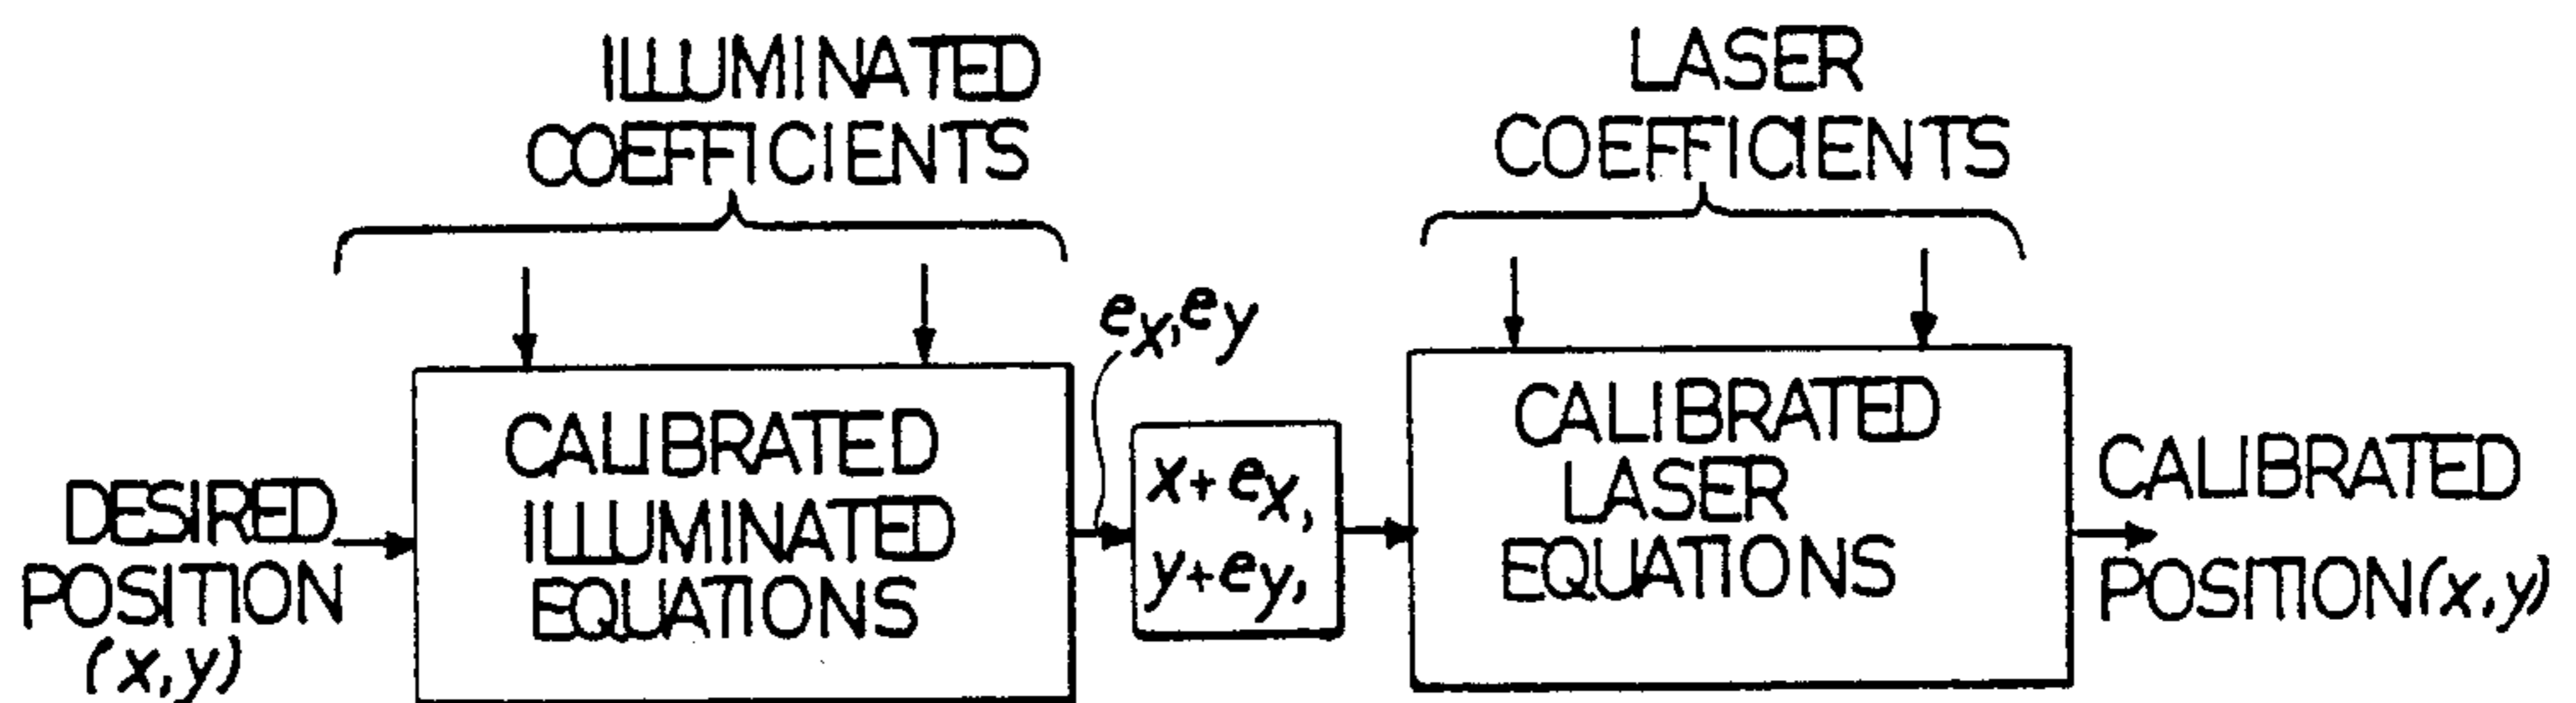 ILLUMINATED
COEFFICIENTS
LASER
COEFFICIENTS
DESIRED
POSITION
(x,y)
CALIBRATED
ILLUMINATED
EQUATIONS
ex,ey
x+ex,
y+ey,
CALIBRATED
LASER
EQUATIONS
CALIBRATED
POSITION(x,y)